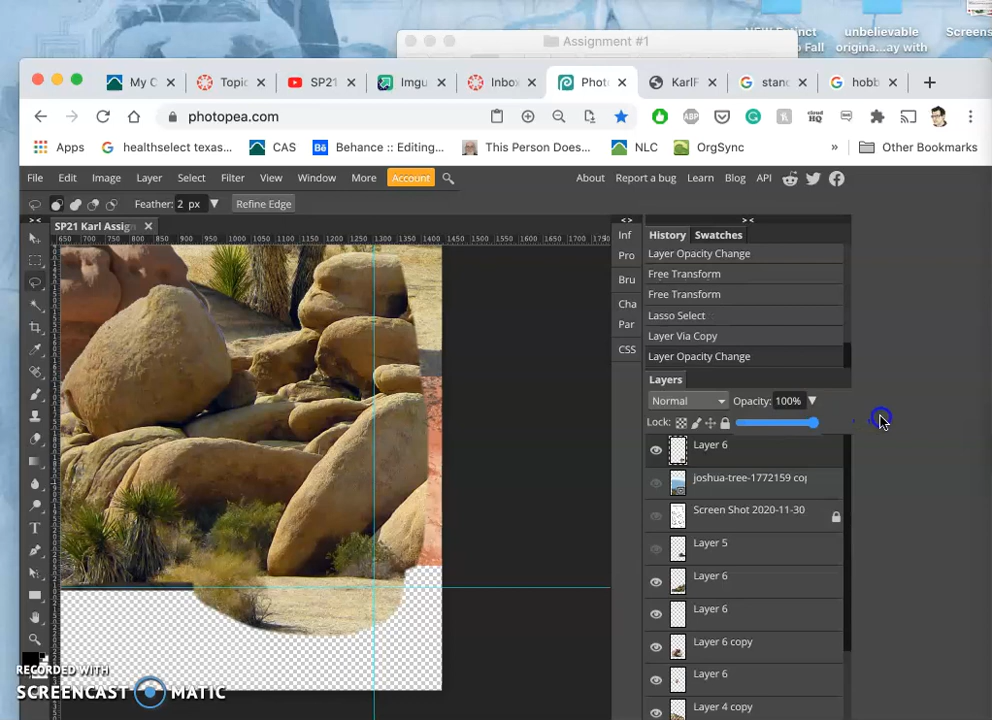 NEW
Fall
unbelievable
origina...ay with
Screens
Assignment #1
My C
Topic
SP21
Imgu
Inbox
Phot
KarlF
stanc
hobb
photopea.com
ABP
cloud
HQ
Apps
healthselect texas...
CAS
Behance :: Editing...
This Person Does...
NLC
OrgSync
»
Other Bookmarks
File Edit Image Layer Select Filter View Window More Account
About Report a bug Learn Blog API
Feather: 2 px
Refine Edge
SP21 Karl Assign
650 700 750 800 850 900 950 1000 1050 1100 1150 1200 1250 1300 1350 1400 1450 1500 1550 1600 1650 1700
Inf
Pro
Bru
Cha
Par
CSS
> <
< >
> <
History Swatches
Layer Opacity Change
Free Transform
Free Transform
Lasso Select
Layer Via Copy
Layer Opacity Change
Layers
Normal
Opacity: 100%
Lock:
Layer 6
joshua-tree-1772159 cop
Screen Shot 2020-11-30
Layer 5
Layer 6
Layer 6
Layer 6 copy
Layer 6
Layer 4 copy
RECORDED WITH
SCREENCAST MATIC